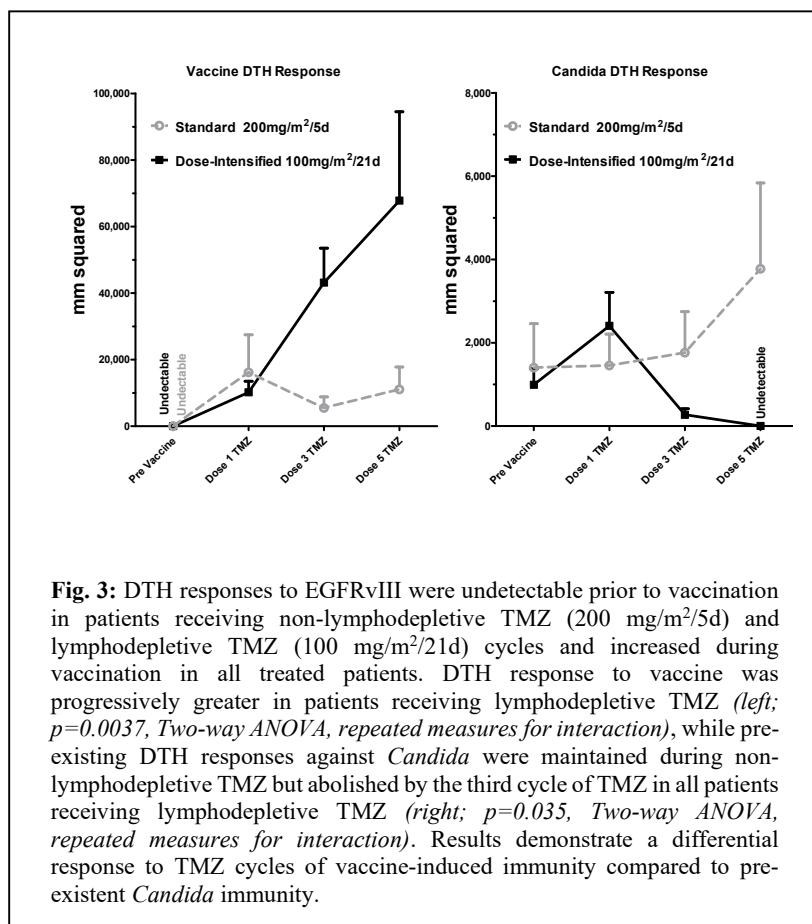 Vaccine DTH Response
100,000
80,000
60,000
40,000
20,000
0
mm squared
Standard 200mg/m²/5d
Dose-Intensified 100mg/m²/21d
Undectable
Undectable
Pre Vaccine
Dose 1 TMZ
Dose 3 TMZ
Dose 5 TMZ
Candida DTH Response
8,000
6,000
4,000
2,000
0
mm squared
Standard 200mg/m²/5d
Dose-Intensified 100mg/m²/21d
Undetectable
Pre Vaccine
Dose 1 TMZ
Dose 3 TMZ
Dose 5 TMZ
Fig. 3: DTH responses to EGFRvIII were undetectable prior to vaccination
in patients receiving non-lymphodepletive TMZ (200 mg/m²/5d) and
lymphodepletive TMZ (100 mg/m²/21d) cycles and increased during
vaccination in all treated patients. DTH response to vaccine was
progressively greater in patients receiving lymphodepletive TMZ (left;
p=0.0037, Two-way ANOVA, repeated measures for interaction), while pre-
existing DTH responses against Candida were maintained during non-
lymphodepletive TMZ but abolished by the third cycle of TMZ in all patients
receiving lymphodepletive TMZ (right; p=0.035, Two-way ANOVA,
repeated measures for interaction). Results demonstrate a differential
response to TMZ cycles of vaccine-induced immunity compared to pre-
existent Candida immunity.